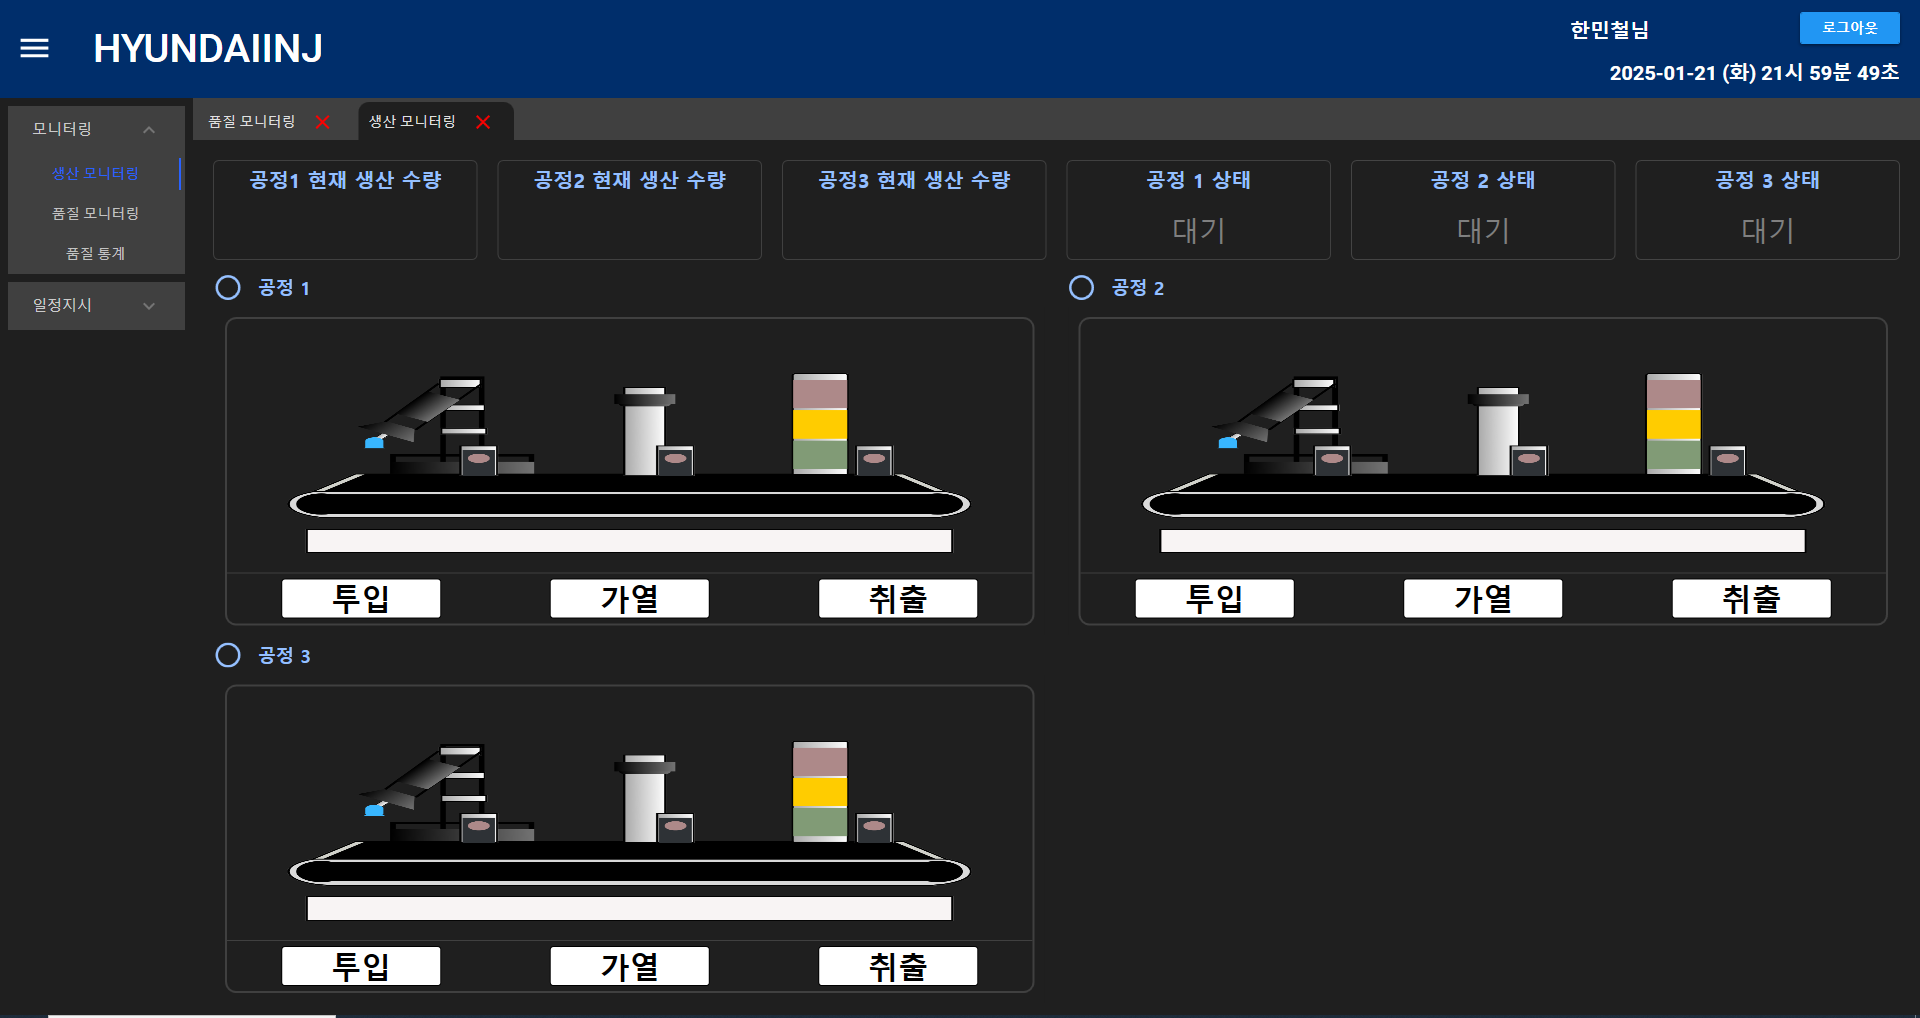 HYUNDAIINJ
한민철님
로그아웃
2025-01-21 (화) 21시 59분 49초
모니터링
생산 모니터링
품질 모니터링
품질 통계
일정지시
품질 모니터링
생산 모니터링
공정1 현재 생산 수량
공정2 현재 생산 수량
공정3 현재 생산 수량
공정 1 상태
대기
공정 2 상태
대기
공정 3 상태
대기
공정 1
투입
가열
취출
공정 2
투입
가열
취출
공정 3
투입
가열
취출